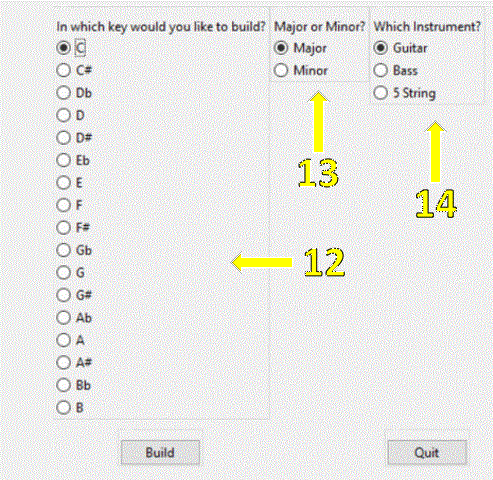 In which key would you like to build?
C
C#
Db
D
D#
Eb
E
F
F#
Gb
G
G#
Ab
A
A#
Bb
B
Major or Minor?
Major
Minor
13
Which Instrument?
Guitar
Bass
5 String
14
12
Build
Quit